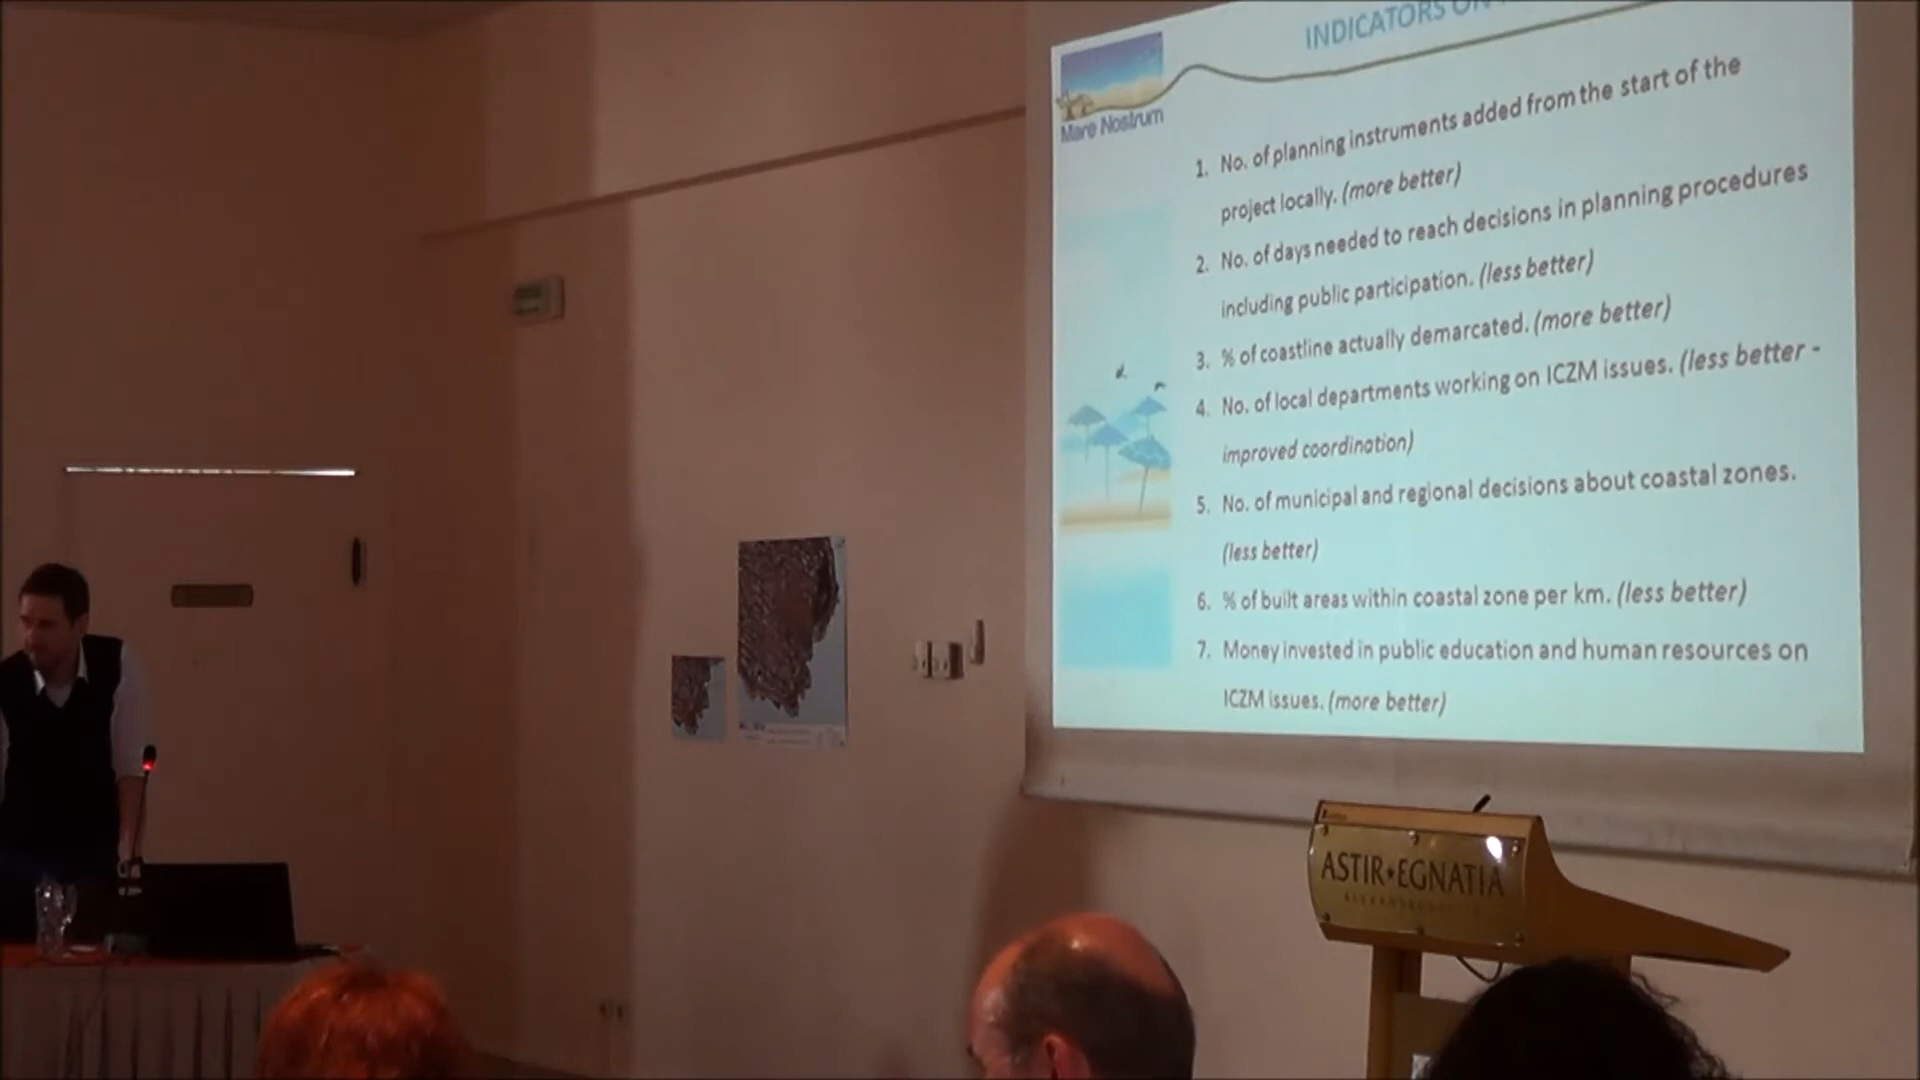 INDICATORS
Mare Nostrum
1. No. of planning instruments added from the start of the
project locally. (more better)
2. No. of days needed to reach decisions in planning procedures
including public participation. (less better)
3. % of coastline actually demarcated. (more better)
4. No. of local departments working on ICZM issues. (less better -
improved coordination)
5. No. of municipal and regional decisions about coastal zones.
(less better)
6. % of built areas within coastal zone per km. (less better)
7. Money invested in public education and human resources on
ICZM issues. (more better)
ASTIR★EGNATIA